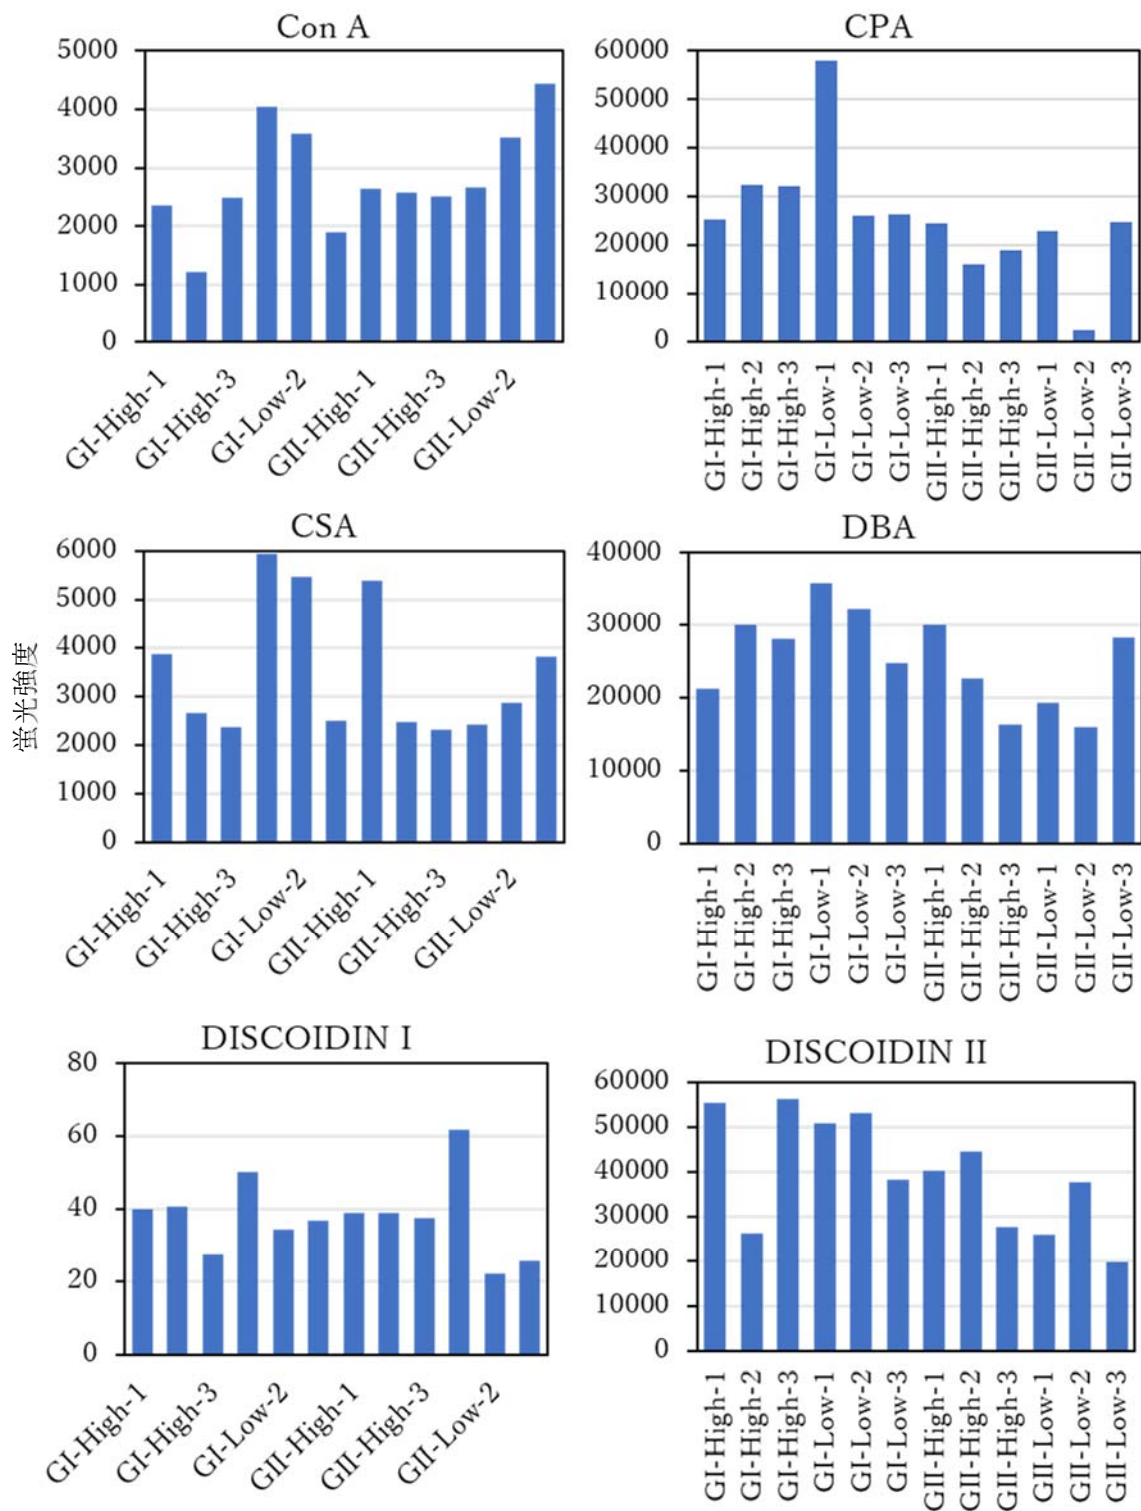 Con A
5000
4000
3000
2000
1000
0
GI-High-1
GI-High-3
GI-Low-2
GII-High-1
GII-High-3
GII-Low-2
CPA
60000
50000
40000
30000
20000
10000
0
GI-High-1
GI-High-2
GI-High-3
GI-Low-1
GI-Low-2
GI-Low-3
GII-High-1
GII-High-2
GII-High-3
GII-Low-1
GII-Low-2
GII-Low-3
蛍光強度
CSA
6000
5000
4000
3000
2000
1000
0
GI-High-1
GI-High-3
GI-Low-2
GII-High-1
GII-High-3
GII-Low-2
DBA
40000
30000
20000
10000
0
GI-High-1
GI-High-2
GI-High-3
GI-Low-1
GI-Low-2
GI-Low-3
GII-High-1
GII-High-2
GII-High-3
GII-Low-1
GII-Low-2
GII-Low-3
DISCOIDIN I
80
60
40
20
0
GI-High-1
GI-High-3
GI-Low-2
GII-High-1
GII-High-3
GII-Low-2
DISCOIDIN II
60000
50000
40000
30000
20000
10000
0
GI-High-1
GI-High-2
GI-High-3
GI-Low-1
GI-Low-2
GI-Low-3
GII-High-1
GII-High-2
GII-High-3
GII-Low-1
GII-Low-2
GII-Low-3